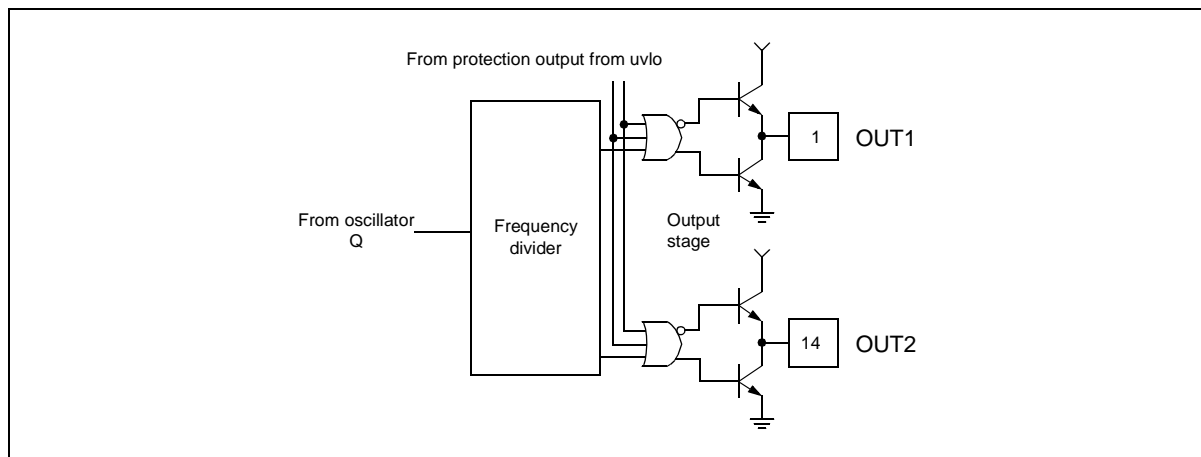 From protection output from uvlo
1
OUT1
From oscillator
Q
Frequency
divider
Output
stage
14
OUT2